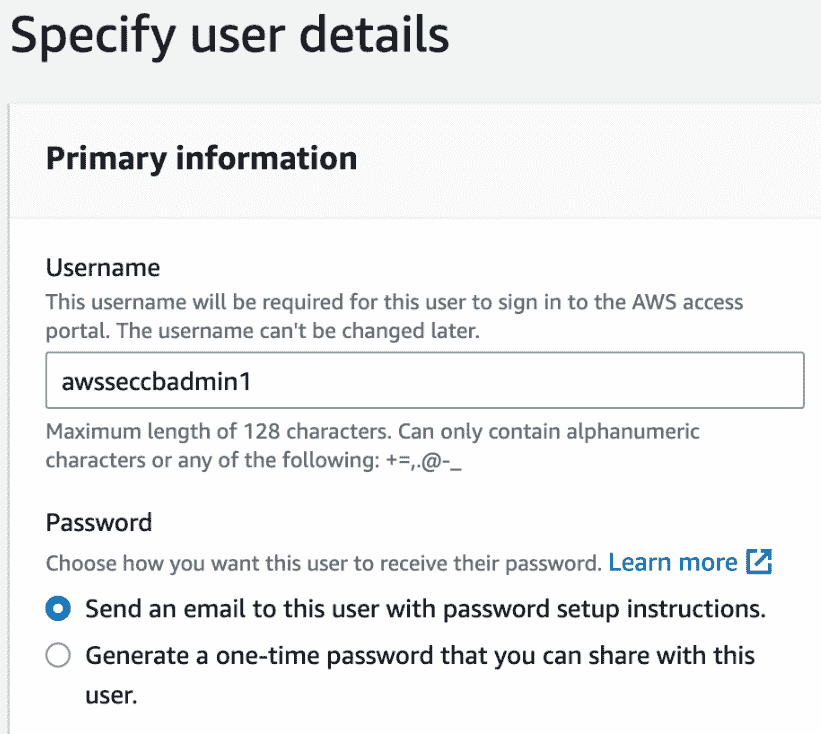 Specify user details
Primary information
Username
This username will be required for this user to sign in to the AWS access
portal. The username can't be changed later.
awsseccbadmin1
Maximum length of 128 characters. Can only contain alphanumeric
characters or any of the following: +=,.@-_
Password
Choose how you want this user to receive their password. Learn more
Send an email to this user with password setup instructions.
Generate a one-time password that you can share with this
user.